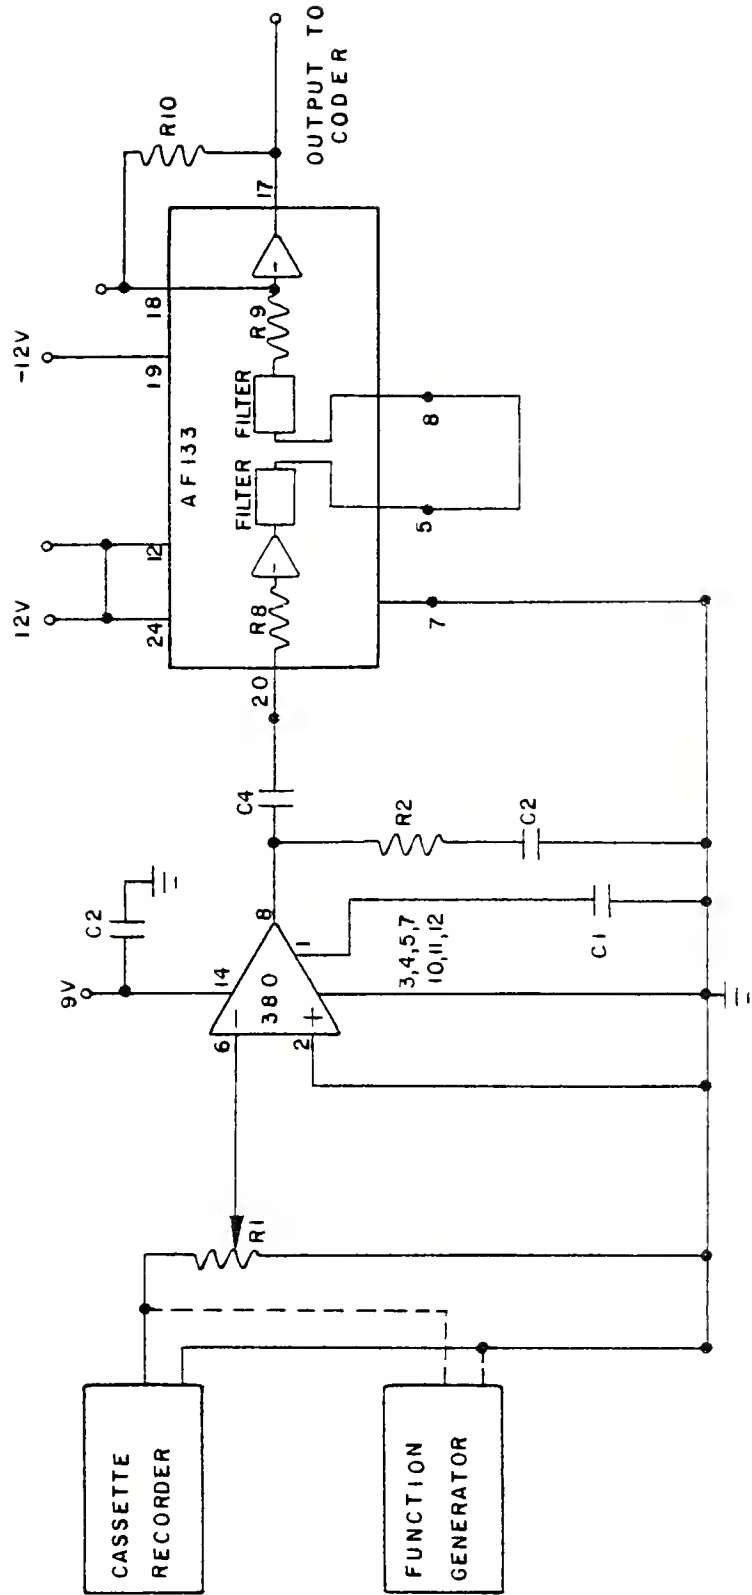 CASSETTE
RECORDER
FUNCTION
GENERATOR
R1
9V
C2
14
6
-
380
+
2
8
1
3,4,5,7
10,11,12
C1
R2
C2
C4
20
12V
24
12
-12V
19
18
AF133
R8
-
FILTER
FILTER
R9
-
17
R10
7
5
8
OUTPUT TO
CODER